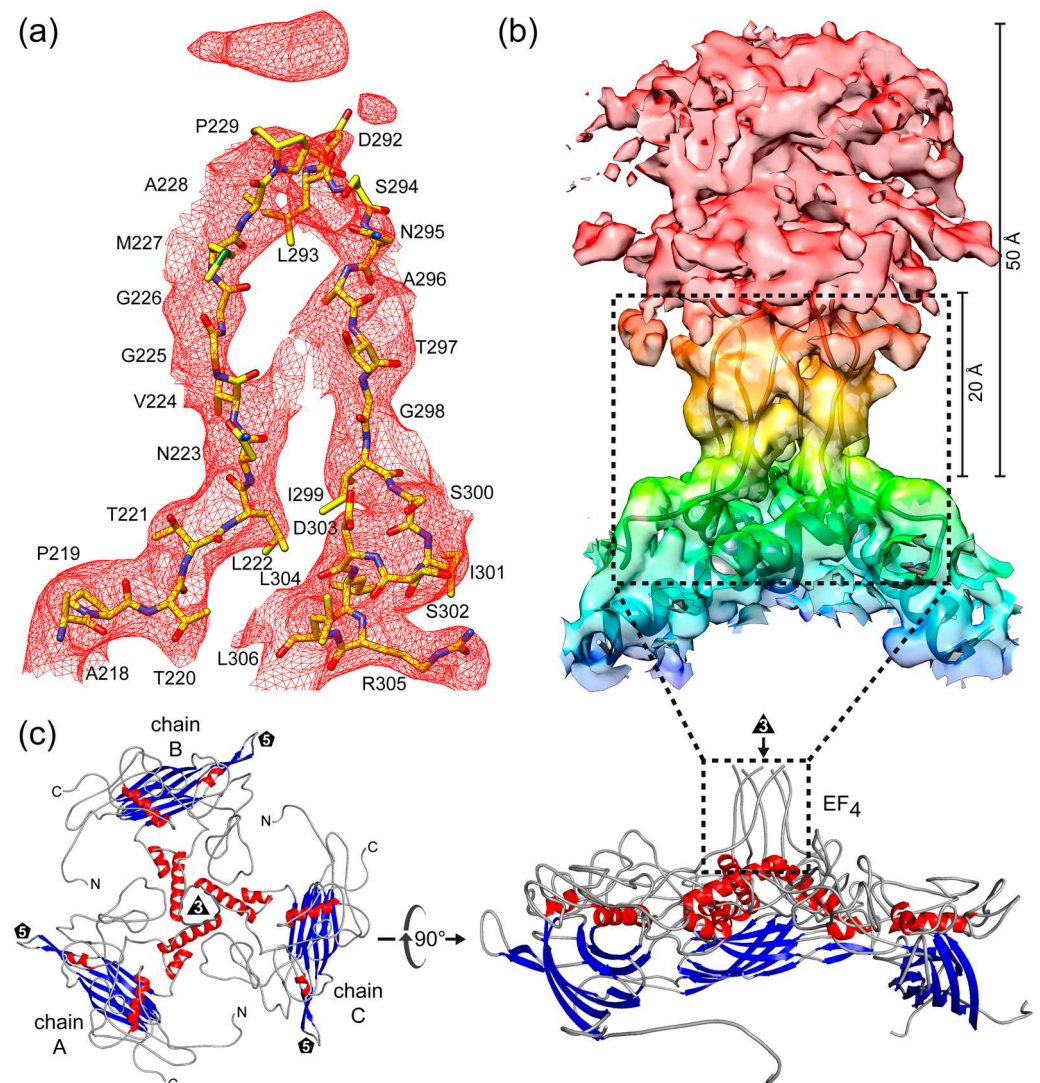 (a)
P229
D292
A228
S294
M227
N295
L293
G226
A296
G225
T297
V224
G298
N223
I299
S300
T221
D303
P219
L222
L304
I301
S302
A218
T220
L306
R305
(b)
50 Å
20 Å
(c)
chain
B
5
C
N
C
N
3
5
90°
N
chain
A
chain
C
5
C
3
EF4